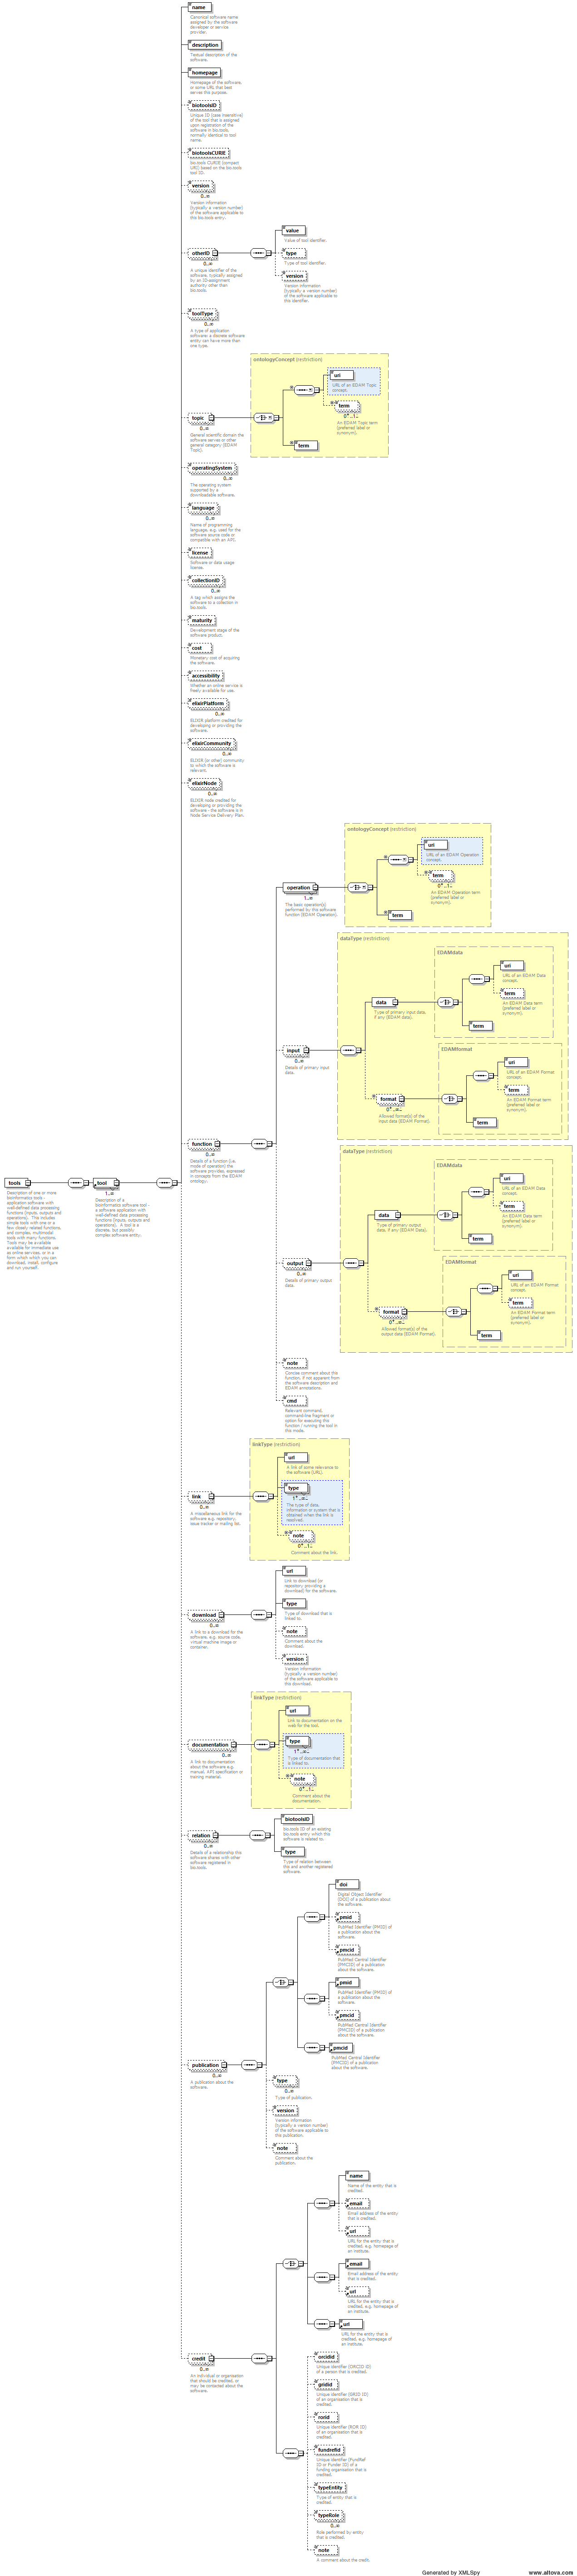 name
Canonical software name
assigned by the software
developer or service
provider.
description
Textual description of the
software.
homepage
Homepage of the software,
or some URL that best
serves this purpose.
biotoolsID
Unique ID (case insensitive)
of the tool that is assigned
upon registration of the
software in bio.tools,
normally identical to tool
name.
biotoolsCURIE
bio.tools CURIE (compact
URI) based on the bio.tools
tool ID.
version
0..∞
Version information
(typically a version number)
of the software applicable to
this bio.tools entry.
otherID
0..∞
A unique identifier of the
software, typically assigned
by an ID-assignment
authority other than
bio.tools.
value
Value of tool identifier.
type
Type of tool identifier.
version
Version information
(typically a version number)
of the software applicable to
this identifier.
toolType
0..∞
A type of application
software: a discrete software
entity can have more than
one type.
ontologyConcept (restriction)
uri
URL of an EDAM Topic
concept.
term
0*..1-
An EDAM Topic term
(preferred label or
synonym).
term
topic
0..∞
General scientific domain the
software serves or other
general category (EDAM
Topic).
operatingSystem
0..∞
The operating system
supported by a
downloadable software.
language
0..∞
Name of programming
language, e.g. used for the
software source code or
compatible with an API.
license
Software or data usage
license.
collectionID
0..∞
A tag which assigns the
software to a collection in
bio.tools.
maturity
Development stage of the
software product.
cost
Monetary cost of acquiring
the software.
accessibility
Whether an online service is
freely available for use.
elixirPlatform
0..∞
ELIXIR platform credited for
developing or providing the
software.
elixirCommunity
0..∞
ELIXIR (or other) community
to which the software is
relevant.
elixirNode
0..∞
ELIXIR node credited for
developing or providing the
software - the software is in
Node Service Delivery Plan.
ontologyConcept (restriction)
uri
URL of an EDAM Operation
concept.
term
0*..1-
An EDAM Operation term
(preferred label or
synonym).
term
operation
1..∞
The basic operation(s)
performed by this software
function (EDAM Operation).
dataType (restriction)
EDAMdata
uri
URL of an EDAM Data
concept.
term
An EDAM Data term
(preferred label or
synonym).
term
data
Type of primary input data,
if any (EDAM data).
EDAMformat
uri
URL of an EDAM Format
concept.
term
An EDAM Format term
(preferred label or
synonym).
term
format
0*..∞-
Allowed format(s) of the
input data (EDAM Format).
input
0..∞
Details of primary input
data.
function
0..∞
Details of a function (i.e.
mode of operation) the
software provides, expressed
in concepts from the EDAM
ontology.
tools
Description of one or more
bioinformatics tools -
application software with
well-defined data processing
functions (inputs, outputs and
operations). This includes
simple tools with one or a
few closely related functions,
and complex, multimodal
tools with many functions.
Tools may be available
available for immediate use
as online services, or in a
form which which you can
download, install, configure
and run yourself.
tool
1..∞
Description of a
bioinformatics software tool -
a software application with
well-defined data processing
functions (inputs, outputs and
operations). A tool is a
discrete, but possibly
complex software entity.
dataType (restriction)
EDAMdata
uri
URL of an EDAM Data
concept.
term
An EDAM Data term
(preferred label or
synonym).
term
data
Type of primary output
data, if any (EDAM Data).
EDAMformat
uri
URL of an EDAM Format
concept.
term
An EDAM Format term
(preferred label or
synonym).
term
format
0*..∞-
Allowed format(s) of the
output data (EDAM Format).
output
0..∞
Details of primary output
data.
note
Concise comment about this
function, if not apparent from
the software description and
EDAM annotations.
cmd
Relevant command,
command-line fragment or
option for executing this
function / running the tool in
this mode.
linkType (restriction)
url
A link of some relevance to
the software (URL).
type
1*..∞-
The type of data,
information or system that is
obtained when the link is
resolved.
note
0*..1-
Comment about the link.
link
0..∞
A miscellaneous link for the
software e.g. repository,
issue tracker or mailing list.
url
Link to download (or
repository providing a
download) for the software.
type
Type of download that is
linked to.
note
Comment about the
download.
version
Version information
(typically a version number)
of the software applicable to
this download.
download
0..∞
A link to a download for the
software, e.g. source code,
virtual machine image or
container.
linkType (restriction)
url
Link to documentation on the
web for the tool.
type
1*..∞-
Type of documentation that
is linked to.
note
0*..1-
Comment about the
documentation.
documentation
0..∞
A link to documentation
about the software e.g.
manual, API specification or
training material.
biotoolsID
bio.tools ID of an existing
bio.tools entry which this
software is related to.
type
Type of relation between
this and another registered
software.
relation
0..∞
Details of a relationship this
software shares with other
software registered in
bio.tools.
doi
Digital Object Identifier
(DOI) of a publication about
the software.
pmid
PubMed Identifier (PMID) of
a publication about the
software.
pmcid
PubMed Central Identifier
(PMCID) of a publication
about the software.
pmid
PubMed Identifier (PMID) of
a publication about the
software.
pmcid
PubMed Central Identifier
(PMCID) of a publication
about the software.
pmcid
PubMed Central Identifier
(PMCID) of a publication
about the software.
publication
0..∞
A publication about the
software.
type
0..∞
Type of publication.
version
Version information
(typically a version number)
of the software applicable to
this publication.
note
Comment about the
publication.
name
Name of the entity that is
credited.
email
Email address of the entity
that is credited.
url
URL for the entity that is
credited, e.g. homepage of
an institute.
email
Email address of the entity
that is credited.
url
URL for the entity that is
credited, e.g. homepage of
an institute.
url
URL for the entity that is
credited, e.g. homepage of
an institute.
credit
0..∞
An individual or organisation
that should be credited, or
may be contacted about the
software.
orcidid
Unique identifier (ORCID iD)
of a person that is credited.
gridid
Unique identifier (GRID ID)
of an organisation that is
credited.
rorid
Unique identifier (ROR ID)
of an organisation that is
credited.
fundrefid
Unique identifier (FundRef
ID or Funder ID) of a
funding organisation that is
credited.
typeEntity
Type of entity that is
credited.
typeRole
0..∞
Role performed by entity
that is credited.
note
A comment about the credit.
Generated by XMLSpy
www.altova.com